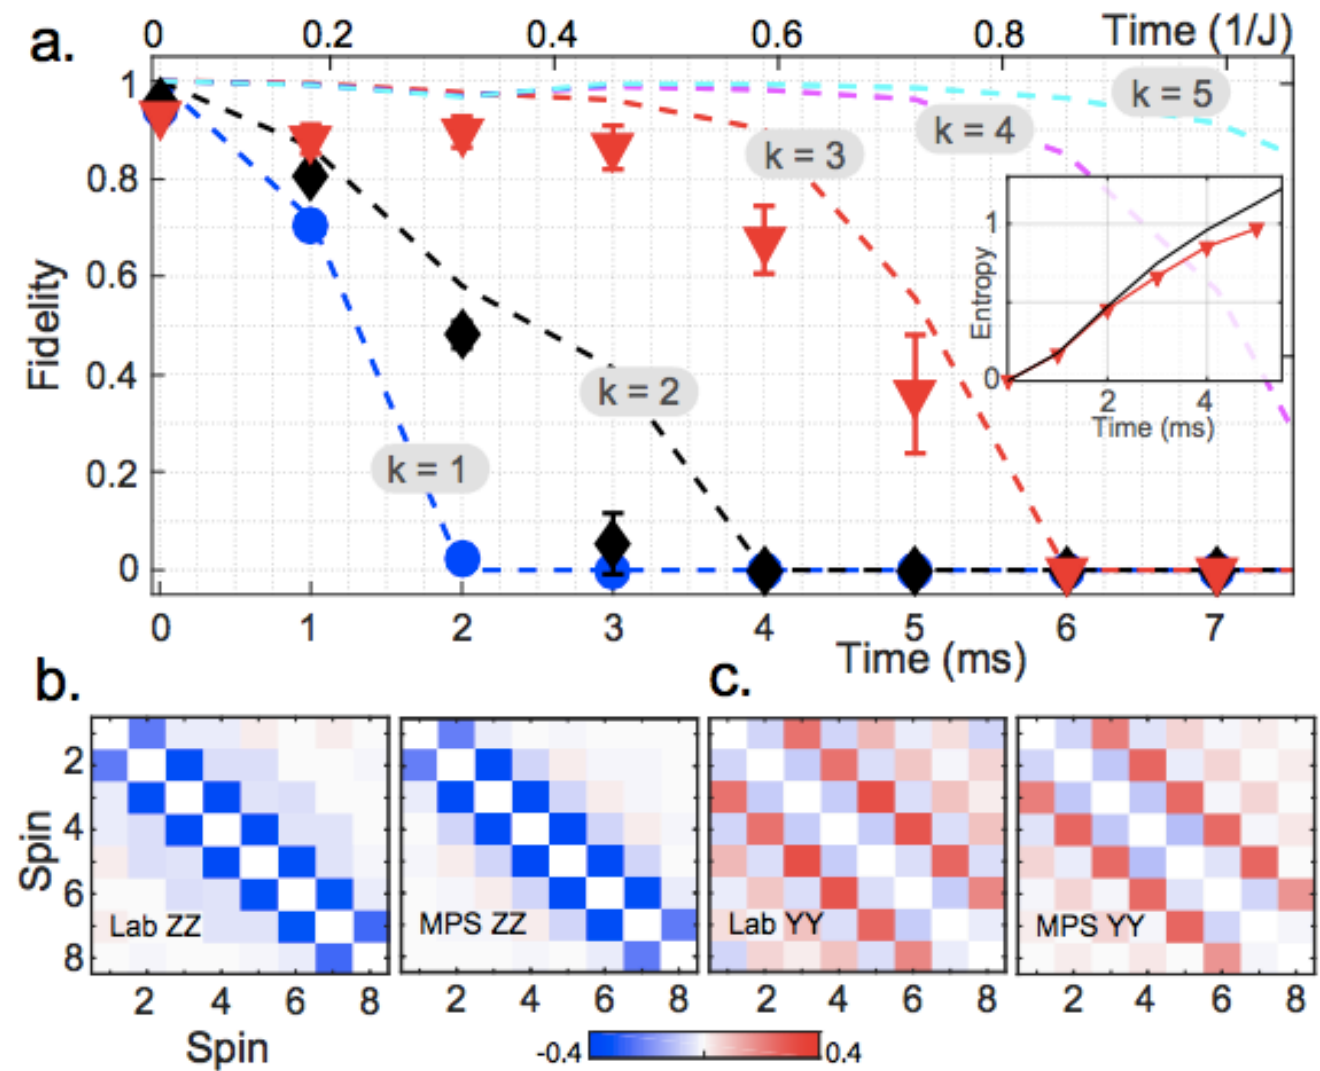 a.
0 0.2 0.4 0.6 0.8 Time (1/J)
1
0.8
0.6
0.4
0.2
0
Fidelity
k = 5
k = 4
k = 3
k = 2
k = 1
1
0
Entropy
2 4
Time (ms)
0 1 2 3 4 5 6 7
Time (ms)
b.
c.
2
4
6
8
Spin
Lab ZZ
MPS ZZ
Lab YY
MPS YY
2 4 6 8 2 4 6 8 2 4 6 8 2 4 6 8
Spin
-0.4 0.4